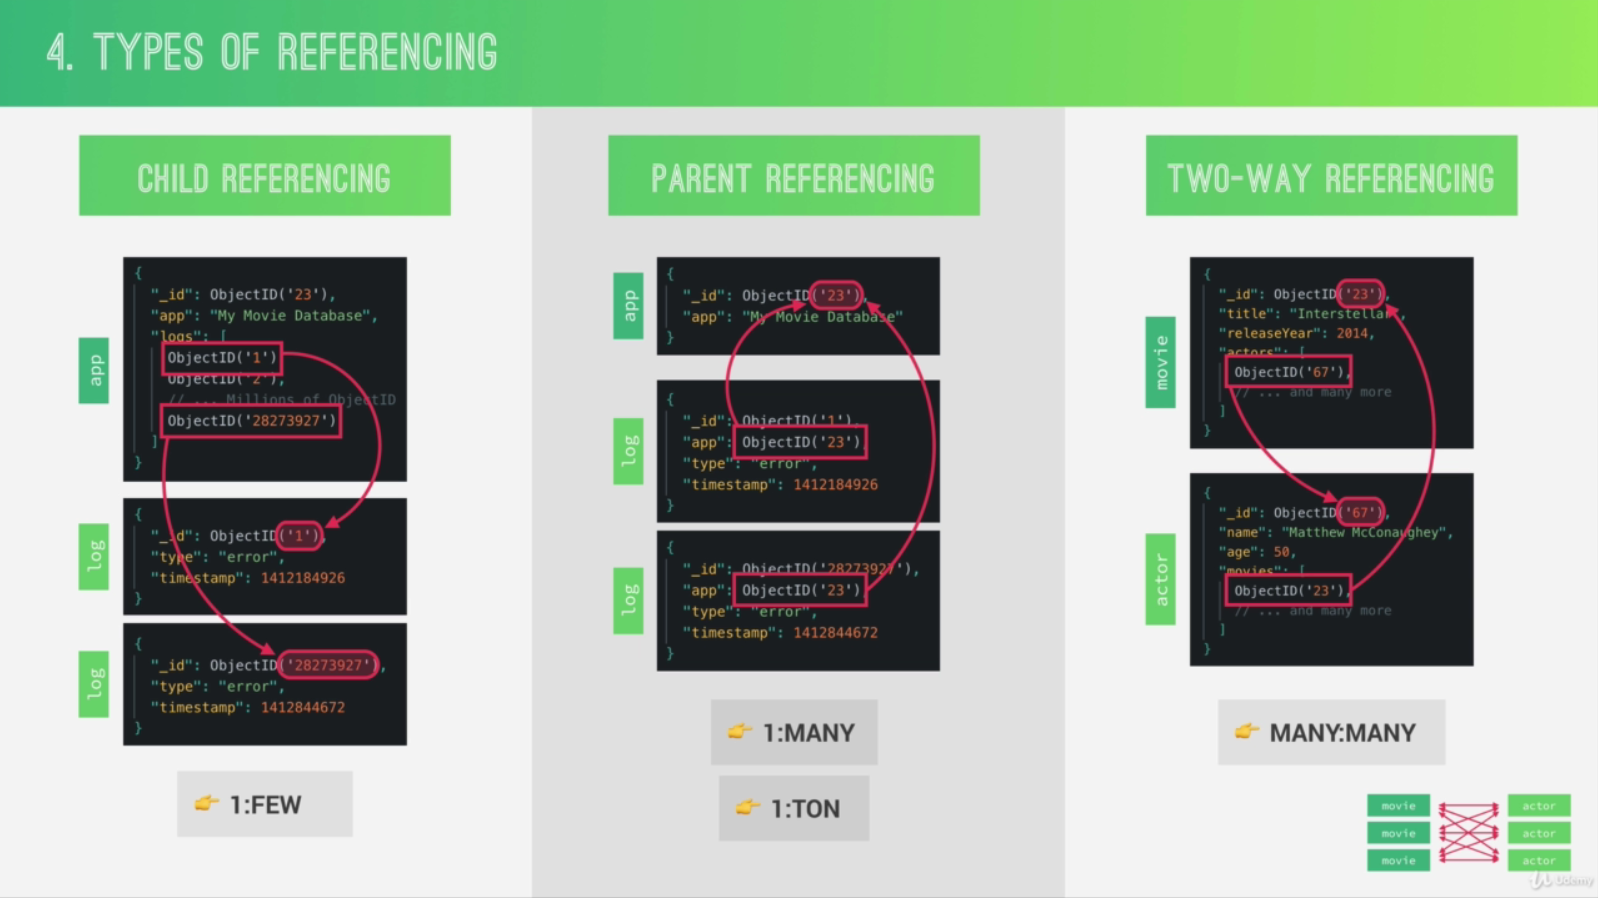 4. TYPES OF REFERENCING
CHILD REFERENCING
app
{
"_id": ObjectID('23'),
"app": "My Movie Database",
"logs": [
ObjectID('1')
ObjectID('2'),
// ... Millions of ObjectID
ObjectID('28273927')
]
}
log
{
"_id": ObjectID('1'),
"type": "error",
"timestamp": 1412184926
}
log
{
"_id": ObjectID('28273927'),
"type": "error",
"timestamp": 1412844672
}
👉 1:FEW
PARENT REFERENCING
app
{
"_id": ObjectID('23'),
"app": "My Movie Database"
}
log
{
"_id": ObjectID('1'),
"app": ObjectID('23'),
"type": "error",
"timestamp": 1412184926
}
log
{
"_id": ObjectID('28273927'),
"app": ObjectID('23'),
"type": "error",
"timestamp": 1412844672
}
👉 1:MANY
👉 1:TON
TWO-WAY REFERENCING
movie
{
"_id": ObjectID('23'),
"title": "Interstellar",
"releaseYear": 2014,
"actors": [
ObjectID('67'),
// ... and many more
]
}
actor
{
"_id": ObjectID('67'),
"name": "Matthew McConaughey",
"age": 50,
"movies": [
ObjectID('23'),
// ... and many more
]
}
👉 MANY:MANY
movie actor
movie actor
movie actor
Udemy